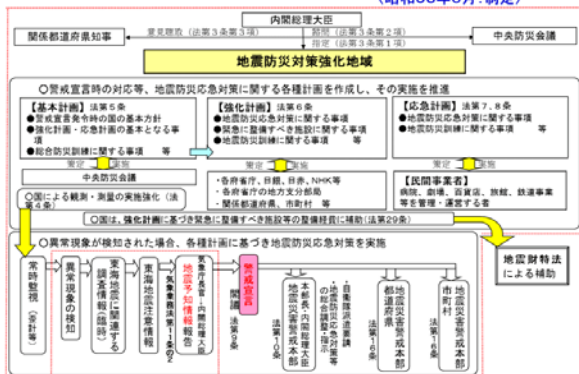 (昭和53年6月:制定)
内閣総理大臣
関係都道府県知事
意見聴取(法第3条第3項)
諮問(法第3条第2項)
指定(法第3条第1項)
中央防災会議
地震防災対策強化地域
○警戒宣言時の対応等、地震防災応急対策に関する各種計画を作成し、その実施を推進
【基本計画】法第5条
●警戒宣言発令時の国の基本方針
●強化計画・応急計画の基本となる事
項
●総合防災訓練に関する事項 等
【強化計画】法第6条
●地震防災応急対策に関する事項
●緊急に整備すべき施設に関する事項
●地震防災訓練に関する事項 等
【応急計画】法第7、8条
●地震防災応急対策に関する事項
●地震防災訓練に関する事項 等
策定 実施
策定 実施
策定 実施
中央防災会議
・各府省庁、日銀、日赤、NHK等
・各府省庁の地方支分部局
・関係都道府県、市町村 等
【民間事業者】
病院、劇場、百貨店、旅館、鉄道事業
等を管理・運営する者
○国による観測・測量の実施強化(法
第4条)
○国は、強化計画に基づき緊急に整備すべき施設等の整備経費に補助(法第29条)
○異常現象が検知された場合、各種計画に基づき地震防災応急対策を実施
地震財特法
による補助
常時監視
(歪計等)
異常現象の検知
東海地震に関連する
調査情報(臨時)
東海地震注意情報
地震予知情報報告
気象業務法第11条の2
気象庁長官→内閣総理大臣
警戒宣言
閣議 法第9条
地震災害警戒本部
本部長:内閣総理大臣
法第10条
・地震防災応急対策等
の総合調整・指示
・自衛隊派遣要請
都道府県
地震災害警戒本部
法第16条
市町村
地震災害警戒本部
法第16条